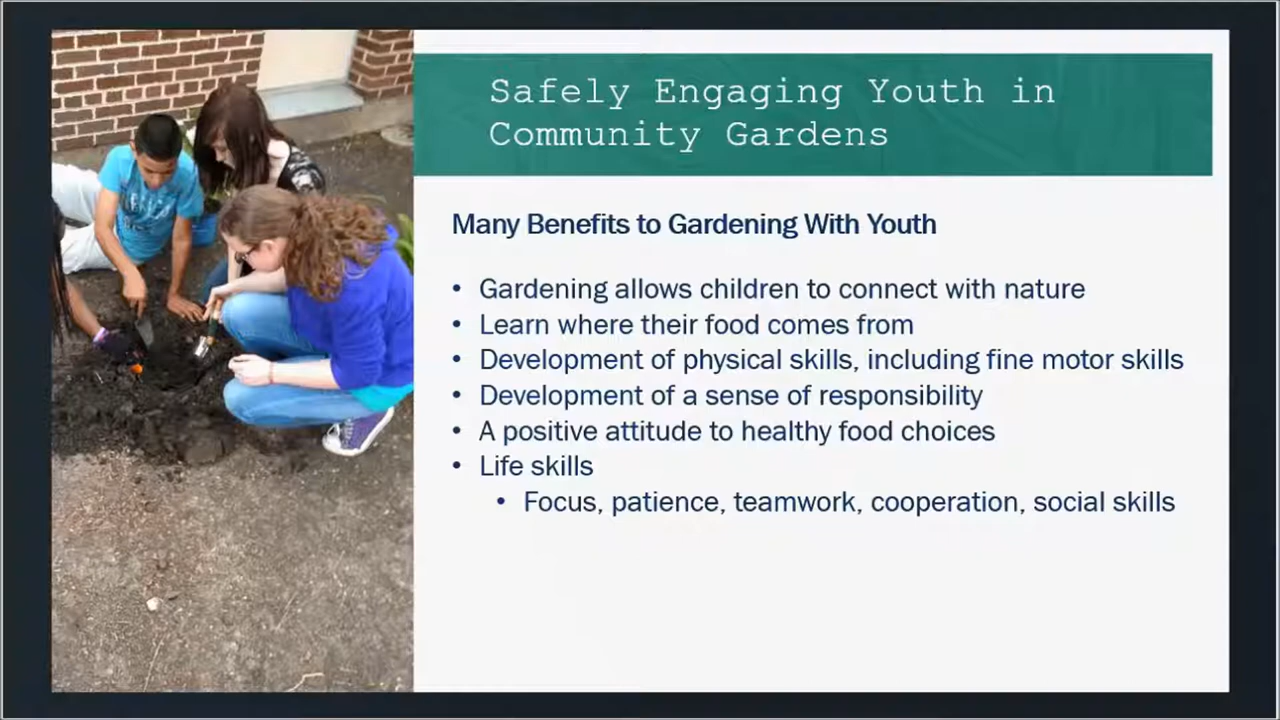 Safely Engaging Youth in
Community Gardens
Many Benefits to Gardening With Youth
• Gardening allows children to connect with nature
• Learn where their food comes from
• Development of physical skills, including fine motor skills
• Development of a sense of responsibility
• A positive attitude to healthy food choices
• Life skills
• Focus, patience, teamwork, cooperation, social skills